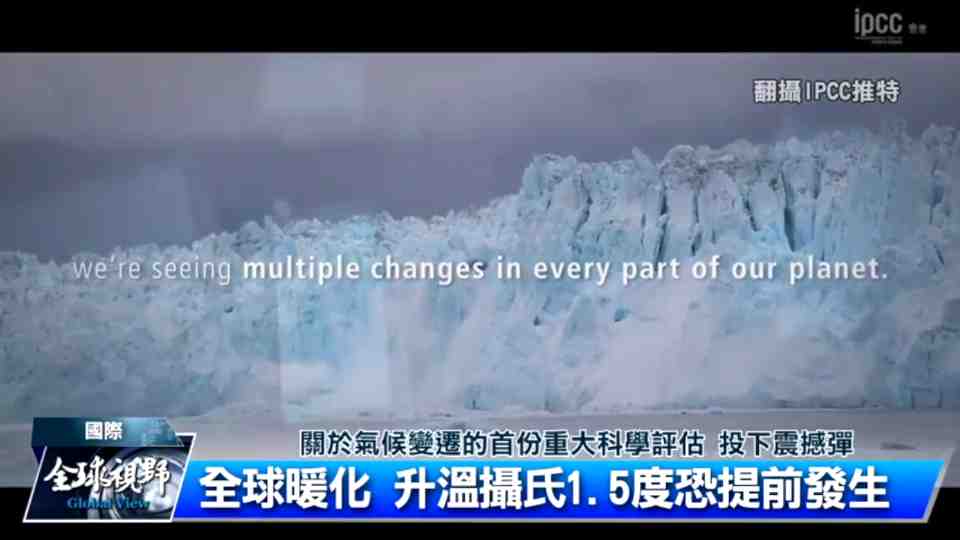 ipcc
翻攝IPCC推特
we're seeing multiple changes in every part of our planet.
國際
關於氣候變遷的首份重大科學評估 投下震撼彈
全球視野
Global View
全球暖化 升溫攝氏1.5度恐提前發生